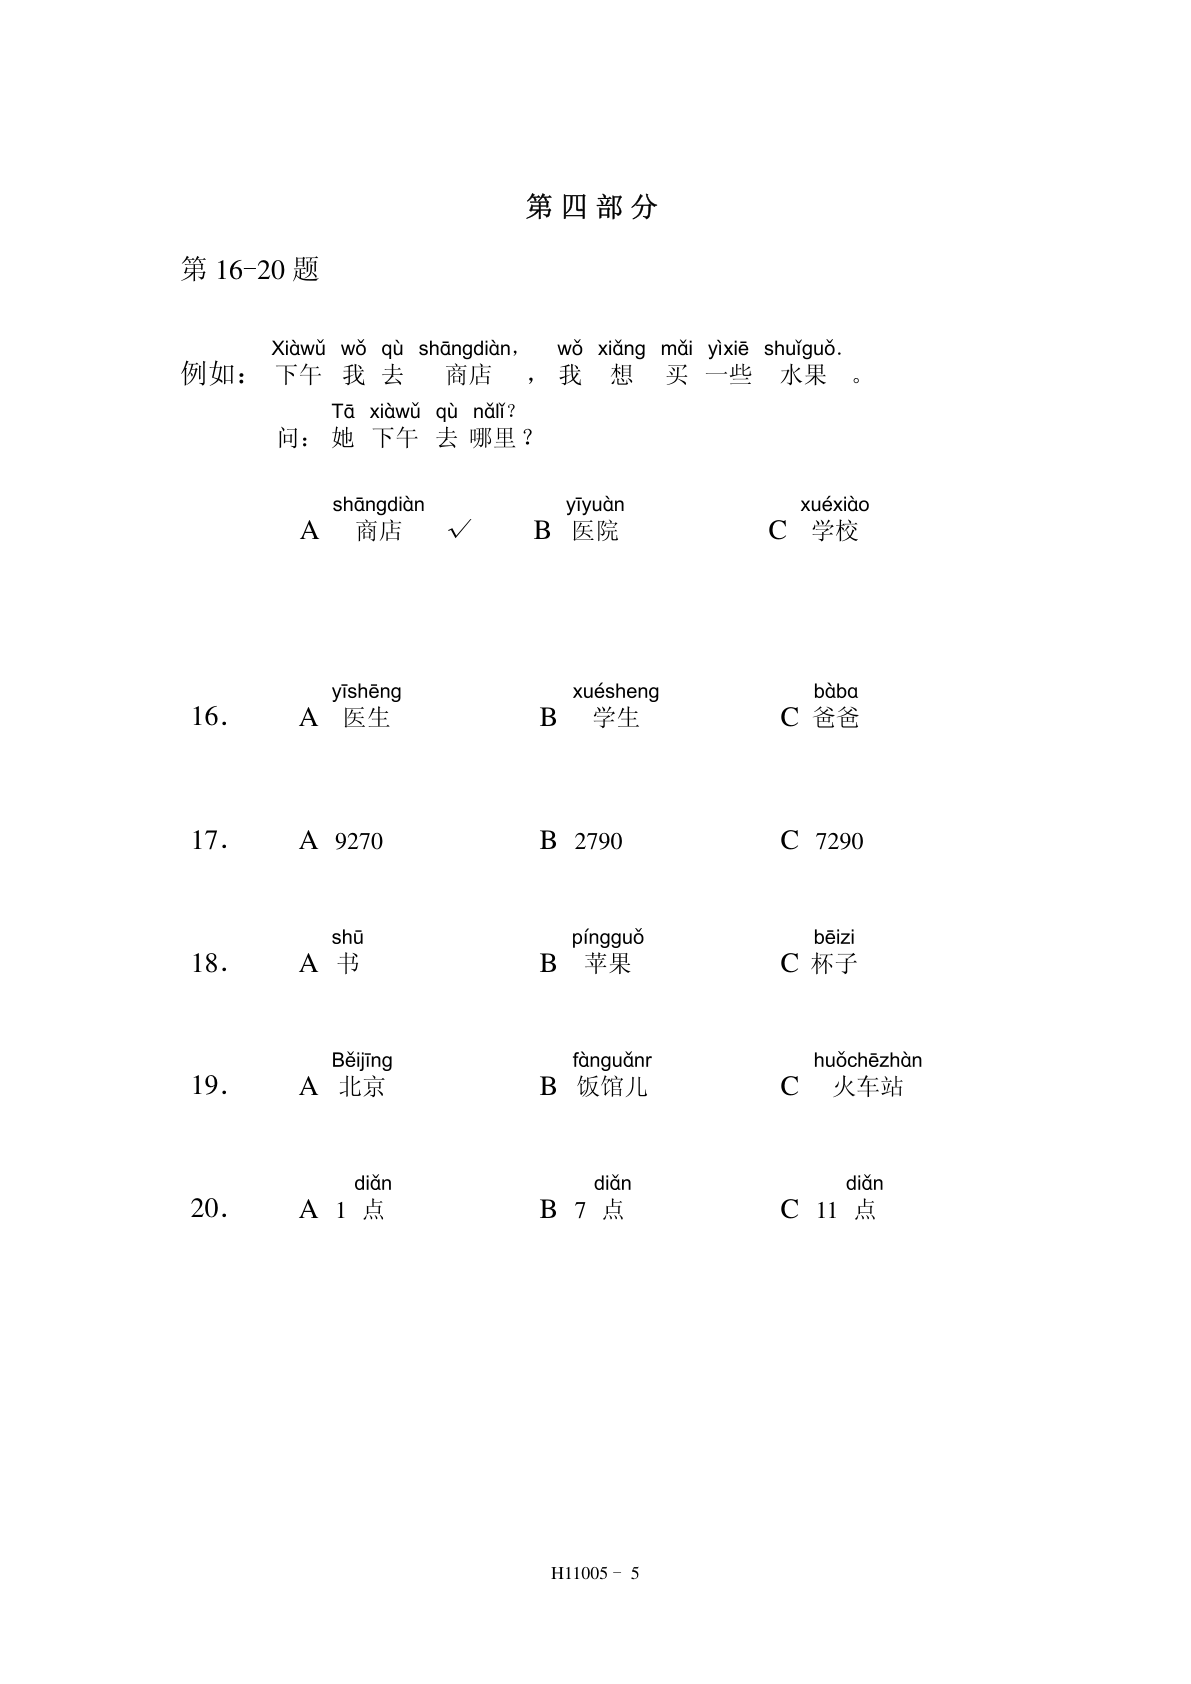 第四部分
第 16-20 题
Xiàwǔ wǒ qù shāngdiàn, wǒ xiǎng mǎi yìxiē shuǐguǒ.
例如： 下午 我 去 商店 ， 我 想 买 一些 水果 。
Tā xiàwǔ qù nǎlǐ?
问： 她 下午 去 哪里？
shāngdiàn yīyuàn xuéxiào
A 商店 ✓ B 医院 C 学校
yīshēng xuésheng bàba
16. A 医生 B 学生 C 爸爸
17. A 9270 B 2790 C 7290
shū píngguǒ bēizi
18. A 书 B 苹果 C 杯子
Běijīng fànguǎnr huǒchēzhàn
19. A 北京 B 饭馆儿 C 火车站
diǎn diǎn diǎn
20. A 1 点 B 7 点 C 11 点
H11005- 5